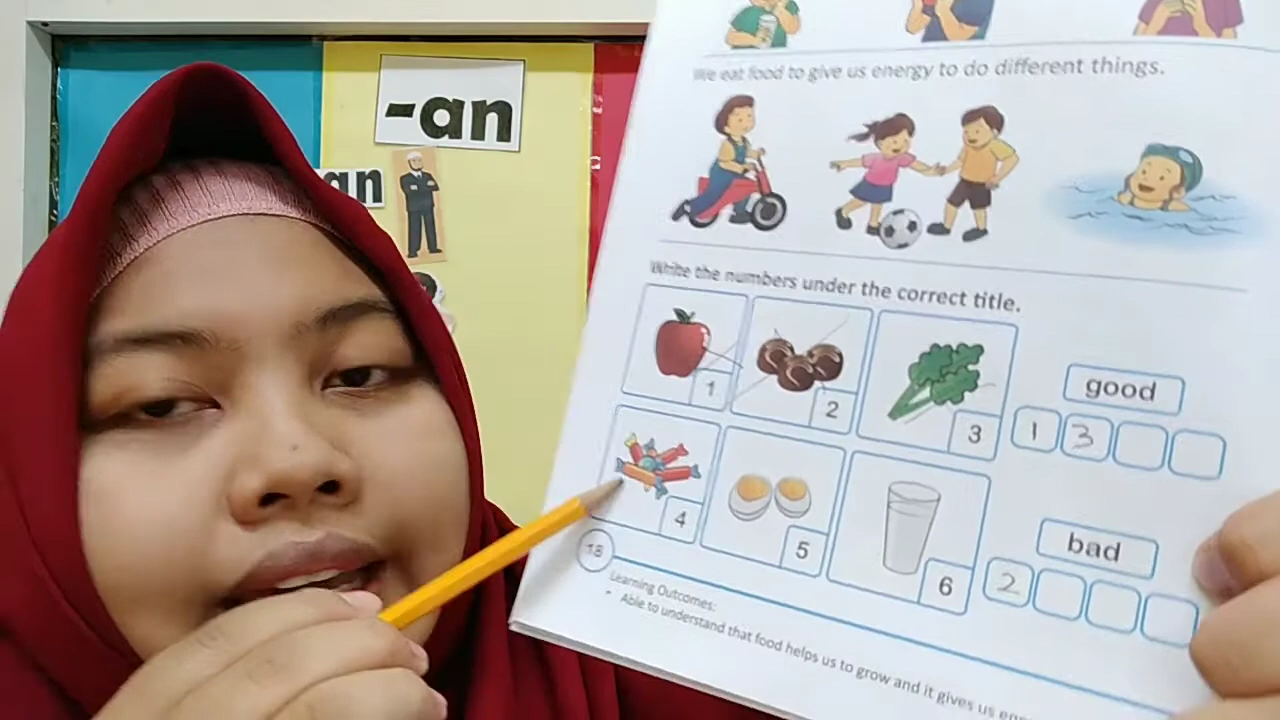 -an
an
We eat food to give us energy to do different things.
Write the numbers under the correct title.
1
2
3
good
1 3
4
5
6
bad
2
18
Learning Outcomes:
• Able to understand that food helps us to grow and it gives us